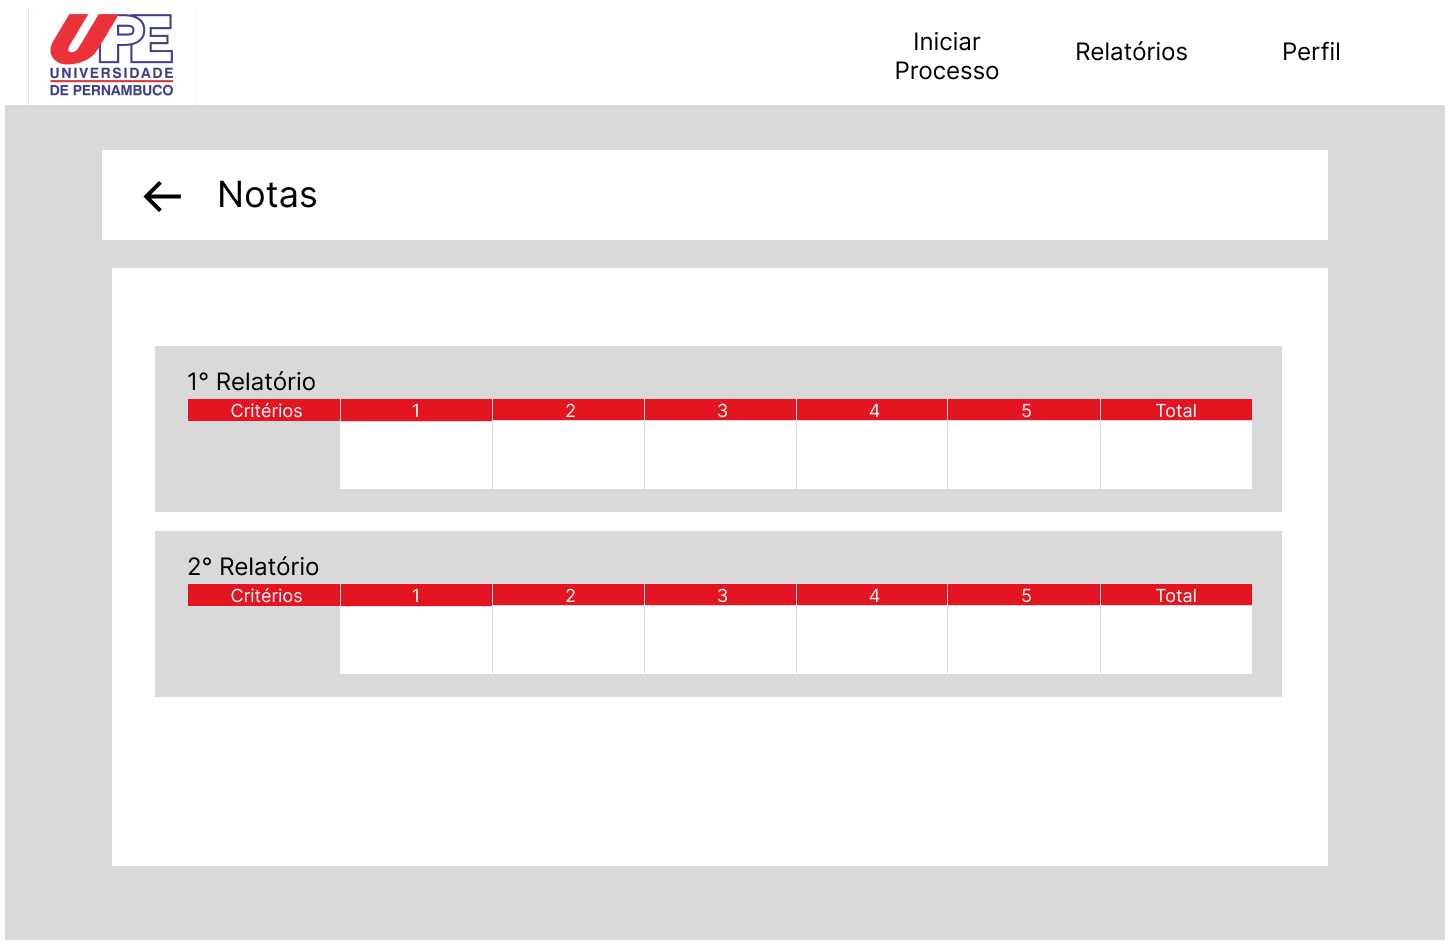 UPE
UNIVERSIDADE
DE PERNAMBUCO
Iniciar
Processo
Relatórios
Perfil
Notas
1° Relatório
Critérios 1 2 3 4 5 Total
2° Relatório
Critérios 1 2 3 4 5 Total